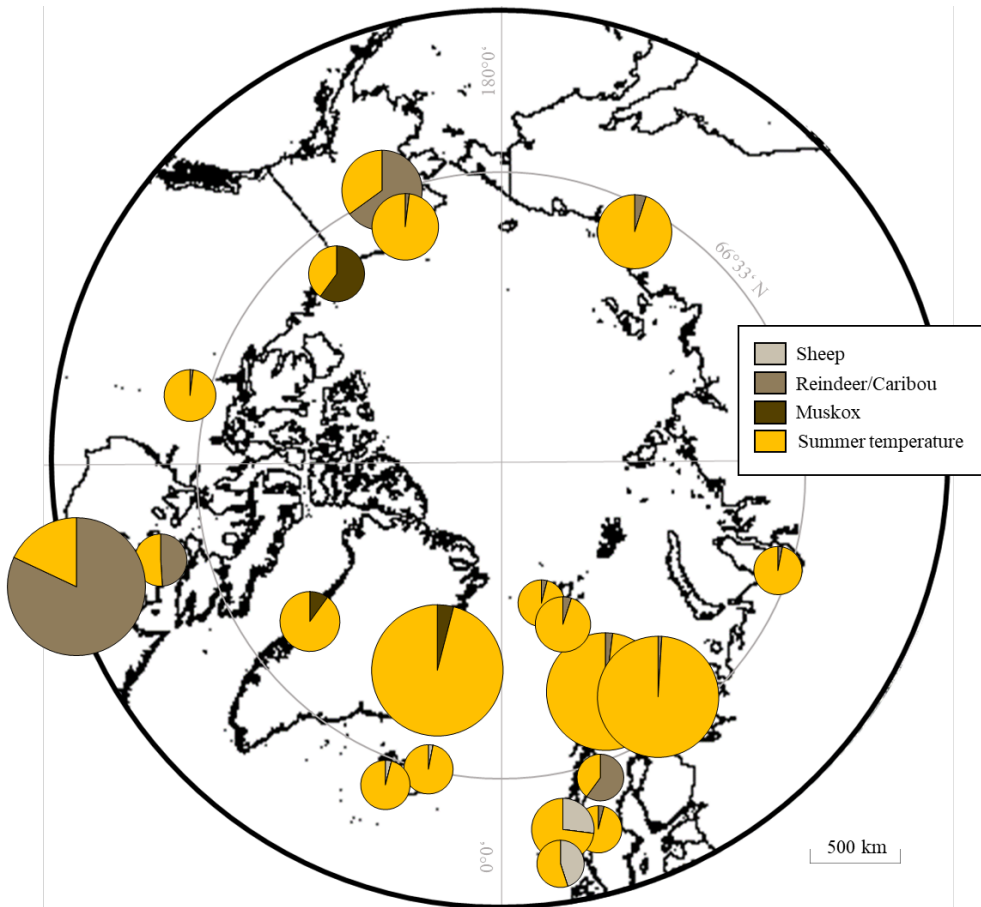 180°0‘
66°33‘ N
Sheep
Reindeer/Caribou
Muskox
Summer temperature
0°0‘
500 km